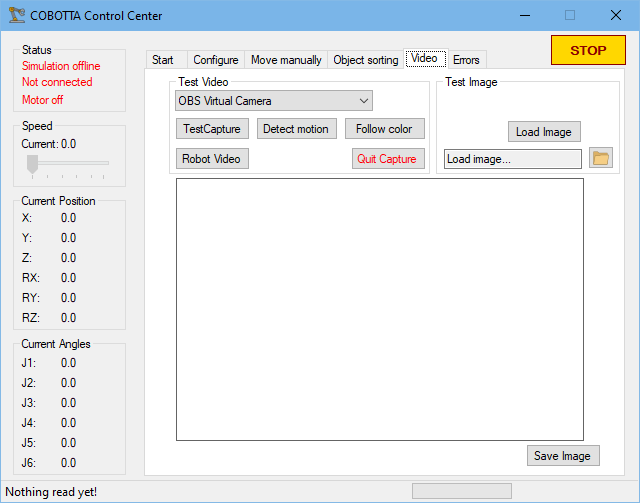 COBOTTA Control Center
STOP
Status
Simulation offline
Not connected
Motor off
Speed
Current: 0.0
Current Position
X: 0.0
Y: 0.0
Z: 0.0
RX: 0.0
RY: 0.0
RZ: 0.0
Current Angles
J1: 0.0
J2: 0.0
J3: 0.0
J4: 0.0
J5: 0.0
J6: 0.0
Start Configure Move manually Object sorting Video Errors
Test Video
OBS Virtual Camera
TestCapture Detect motion Follow color
Robot Video Quit Capture
Test Image
Load Image
Load image...
Save Image
Nothing read yet!